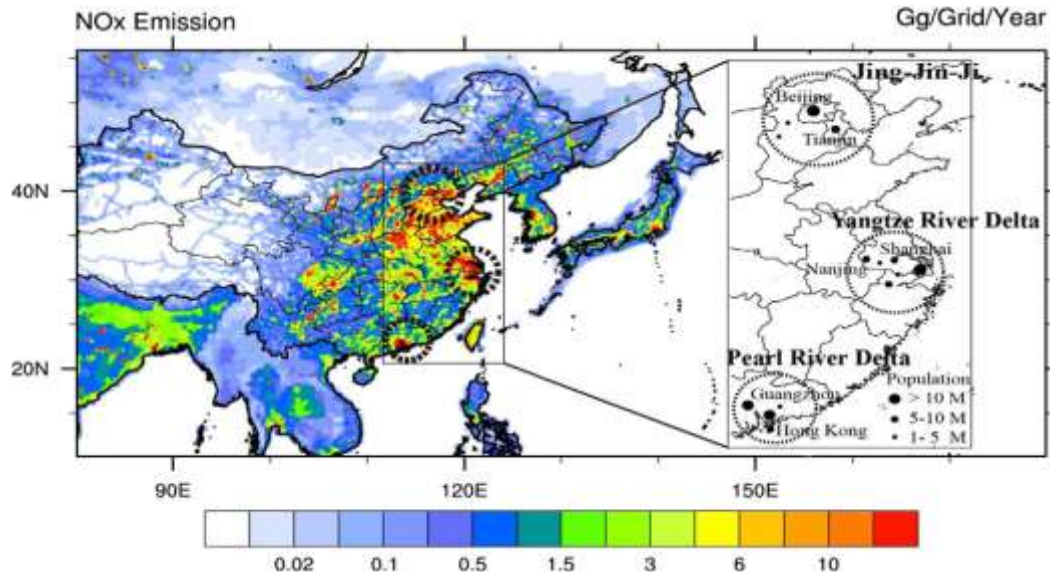 NOx Emission
Gg/Grid/Year
Jing-Jin-Ji
Beijing
Tianjin
40N
Yangtze River Delta
Shanghai
Nanjing
20N
Pearl River Delta
Population
Guangzhou
> 10 M
5-10 M
Hong Kong
1- 5 M
90E
120E
150E
0.02
0.1
0.5
1.5
3
6
10